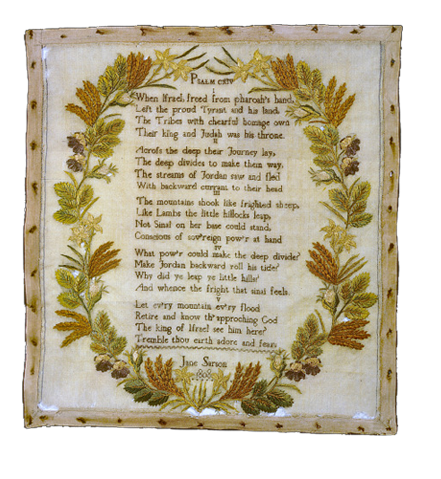 Psalm CXIV
I
When Israel, freed from pharoah's hand,
Left the proud Tyrant and his land,
The Tribes with chearful homage own
Their king and Judah was his throne.
II
Across the deep their Journey lay,
The deep divides to make them way,
The streams of Jordan saw and fled
With backward current to their head
III
The mountains shook like frighted sheep,
Like Lambs the little hillocks leap,
Not Sinai on her base could stand,
Conscious of sov'reign pow'r at hand
IV
What pow'r could make the deep divide?
Make Jordan backward roll his tide?
Why did ye leap ye little hills?
And whence the fright that sinai feels.
V
Let ev'ry mountain ev'ry flood
Retire and know th' approching God
The king of Israel see him here?
Tremble thou earth adore and fear.
Jane Sarson
1808